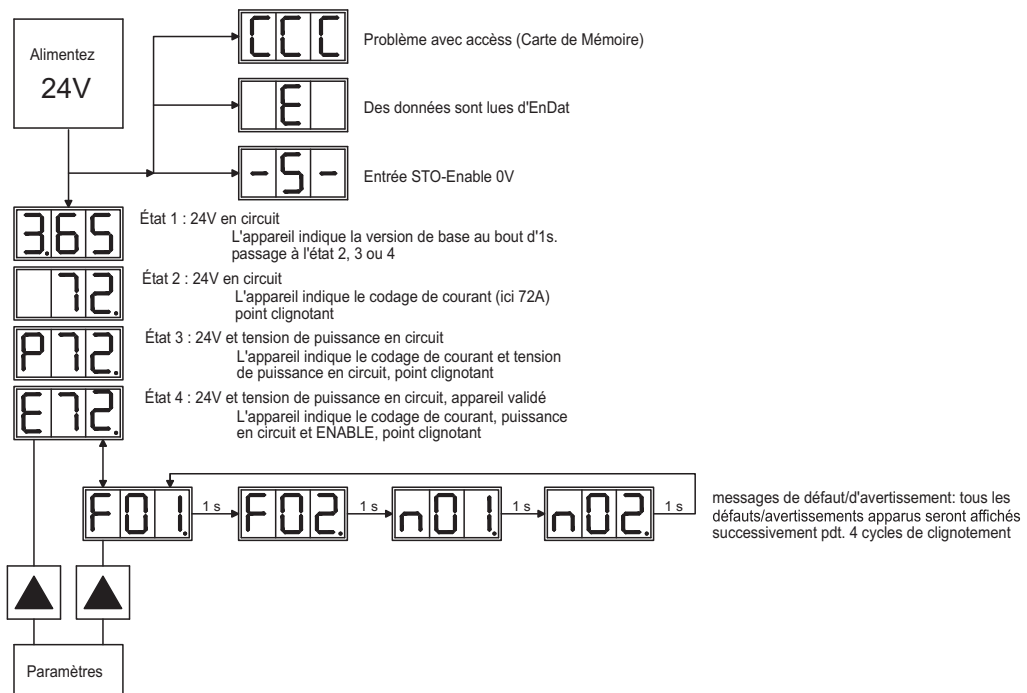 Alimentez
24V
CCC
Problème avec accèss (Carte de Mémoire)
E
Des données sont lues d'EnDat
-S-
Entrée STO-Enable 0V
3.65
État 1 : 24V en circuit
L'appareil indique la version de base au bout d'1s.
passage à l'état 2, 3 ou 4
72.
État 2 : 24V en circuit
L'appareil indique le codage de courant (ici 72A)
point clignotant
P72.
État 3 : 24V et tension de puissance en circuit
L'appareil indique le codage de courant et tension
de puissance en circuit, point clignotant
E72.
État 4 : 24V et tension de puissance en circuit, appareil validé
L'appareil indique le codage de courant, puissance
en circuit et ENABLE, point clignotant
F01. 1 s F02. 1 s n01. 1 s n02. 1 s
messages de défaut/d'avertissement: tous les
défauts/avertissements apparus seront affichés
successivement pdt. 4 cycles de clignotement
Paramètres